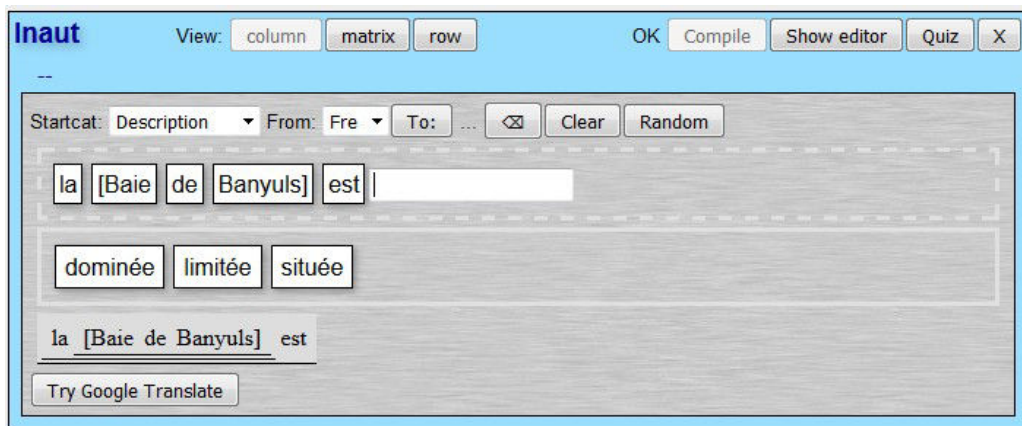 Inaut View: column matrix row OK Compile Show editor Quiz X
--
Startcat: Description From: Fre To: ... ⌫ Clear Random
la [Baie de Banyuls] est
dominée limitée située
la [Baie de Banyuls] est
Try Google Translate